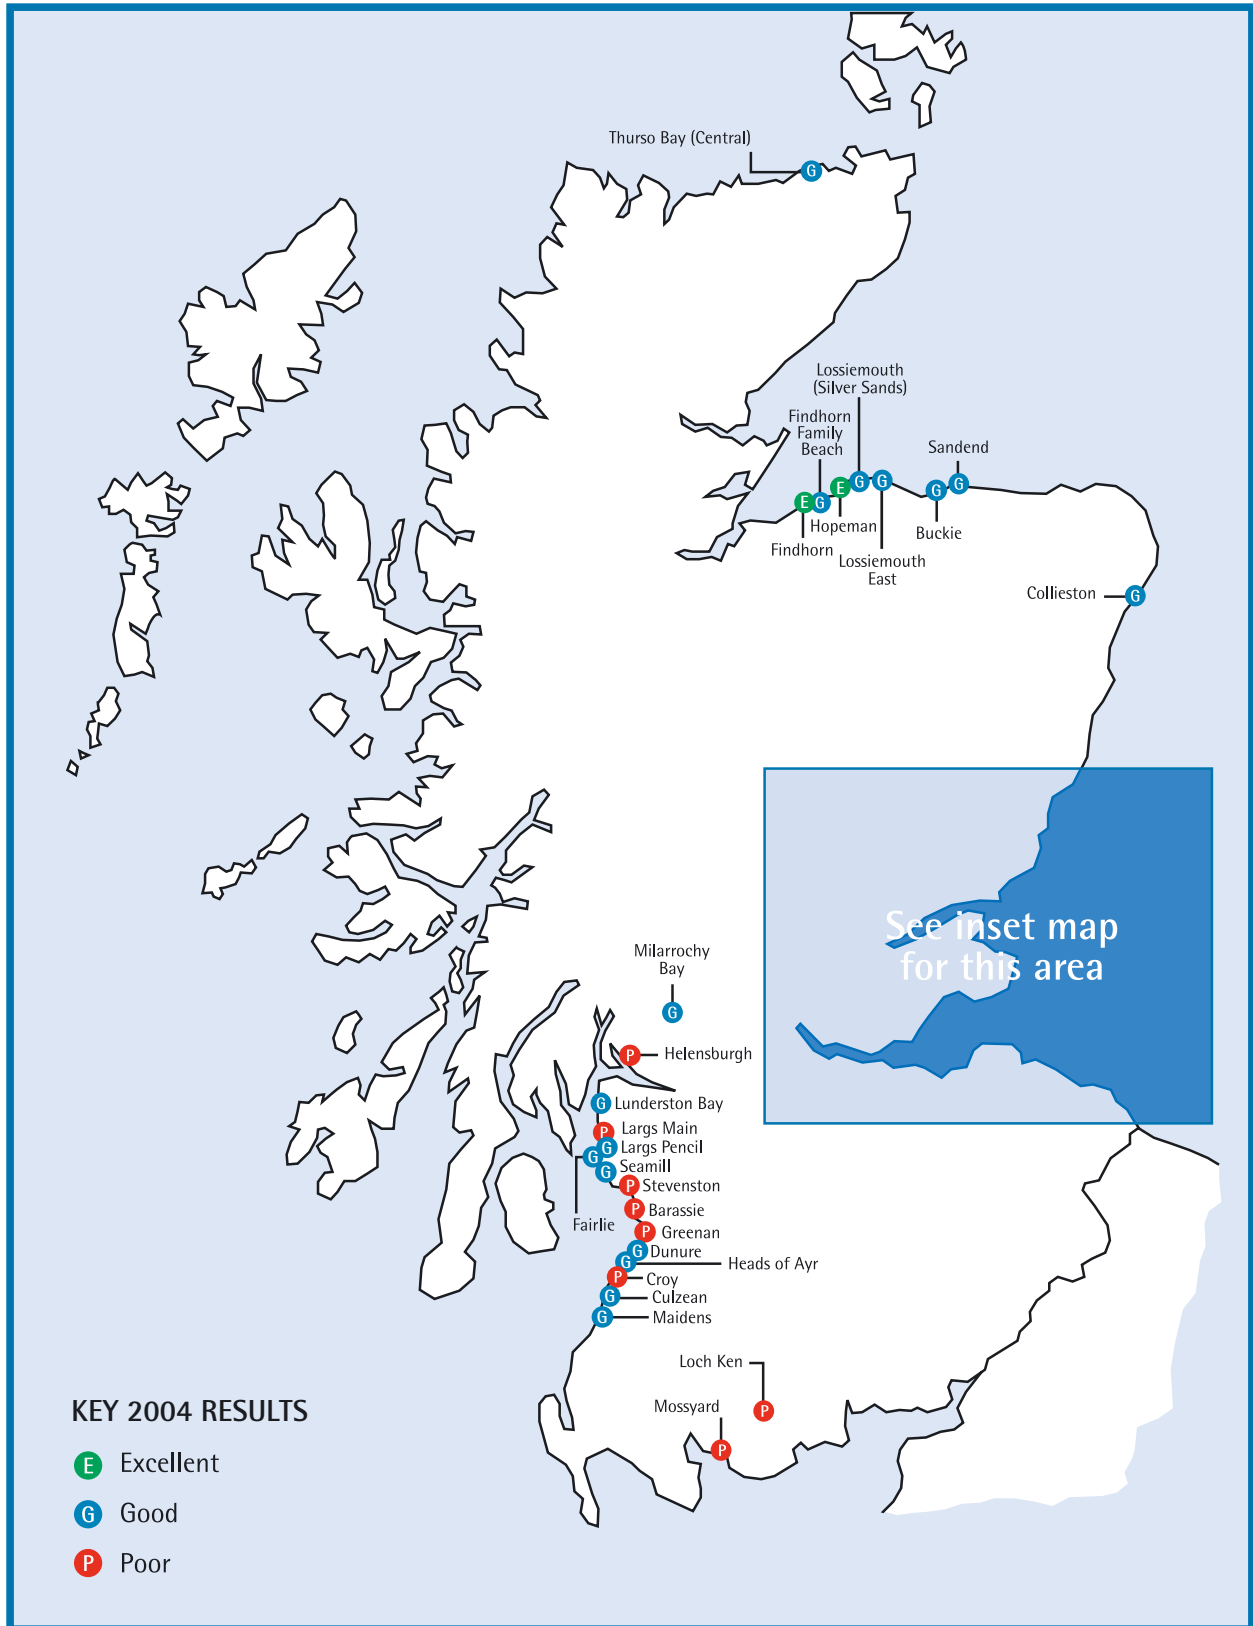 Thurso Bay (Central)
G
Lossiemouth
(Silver Sands)
Findhorn
Family
Beach
Sandend
E
G
E
G
G
G
G
Hopeman
Findhorn
Lossiemouth
East
Buckie
Collieston
G
See inset map
for this area
Milarrochy
Bay
G
P
Helensburgh
G
Lunderston Bay
P
Largs Main
G
Largs Pencil
G
G
Seamill
P
Stevenston
Fairlie
P
Barassie
P
Greenan
G
Dunure
G
Heads of Ayr
P
Croy
G
Culzean
G
Maidens
Loch Ken
P
Mossyard
P
KEY 2004 RESULTS
E Excellent
G Good
P Poor